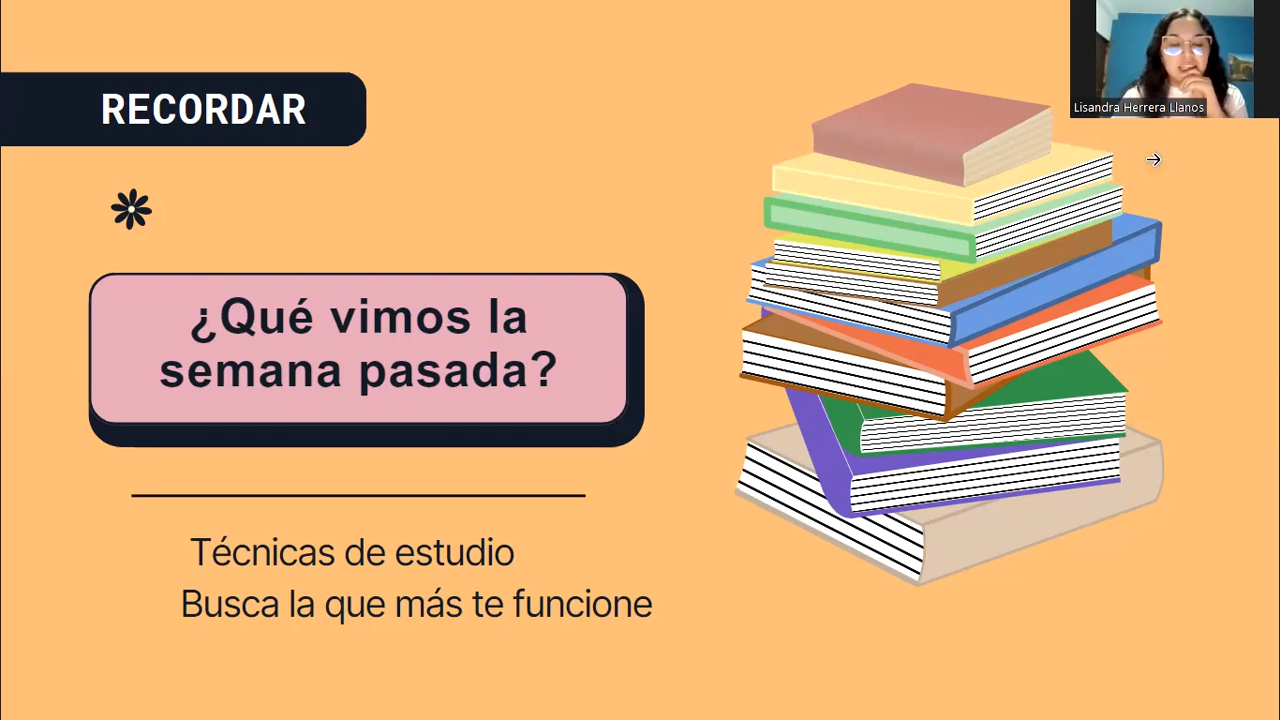 RECORDAR
¿Qué vimos la
semana pasada?
Técnicas de estudio
Busca la que más te funcione
Lisandra Herrera Llanos